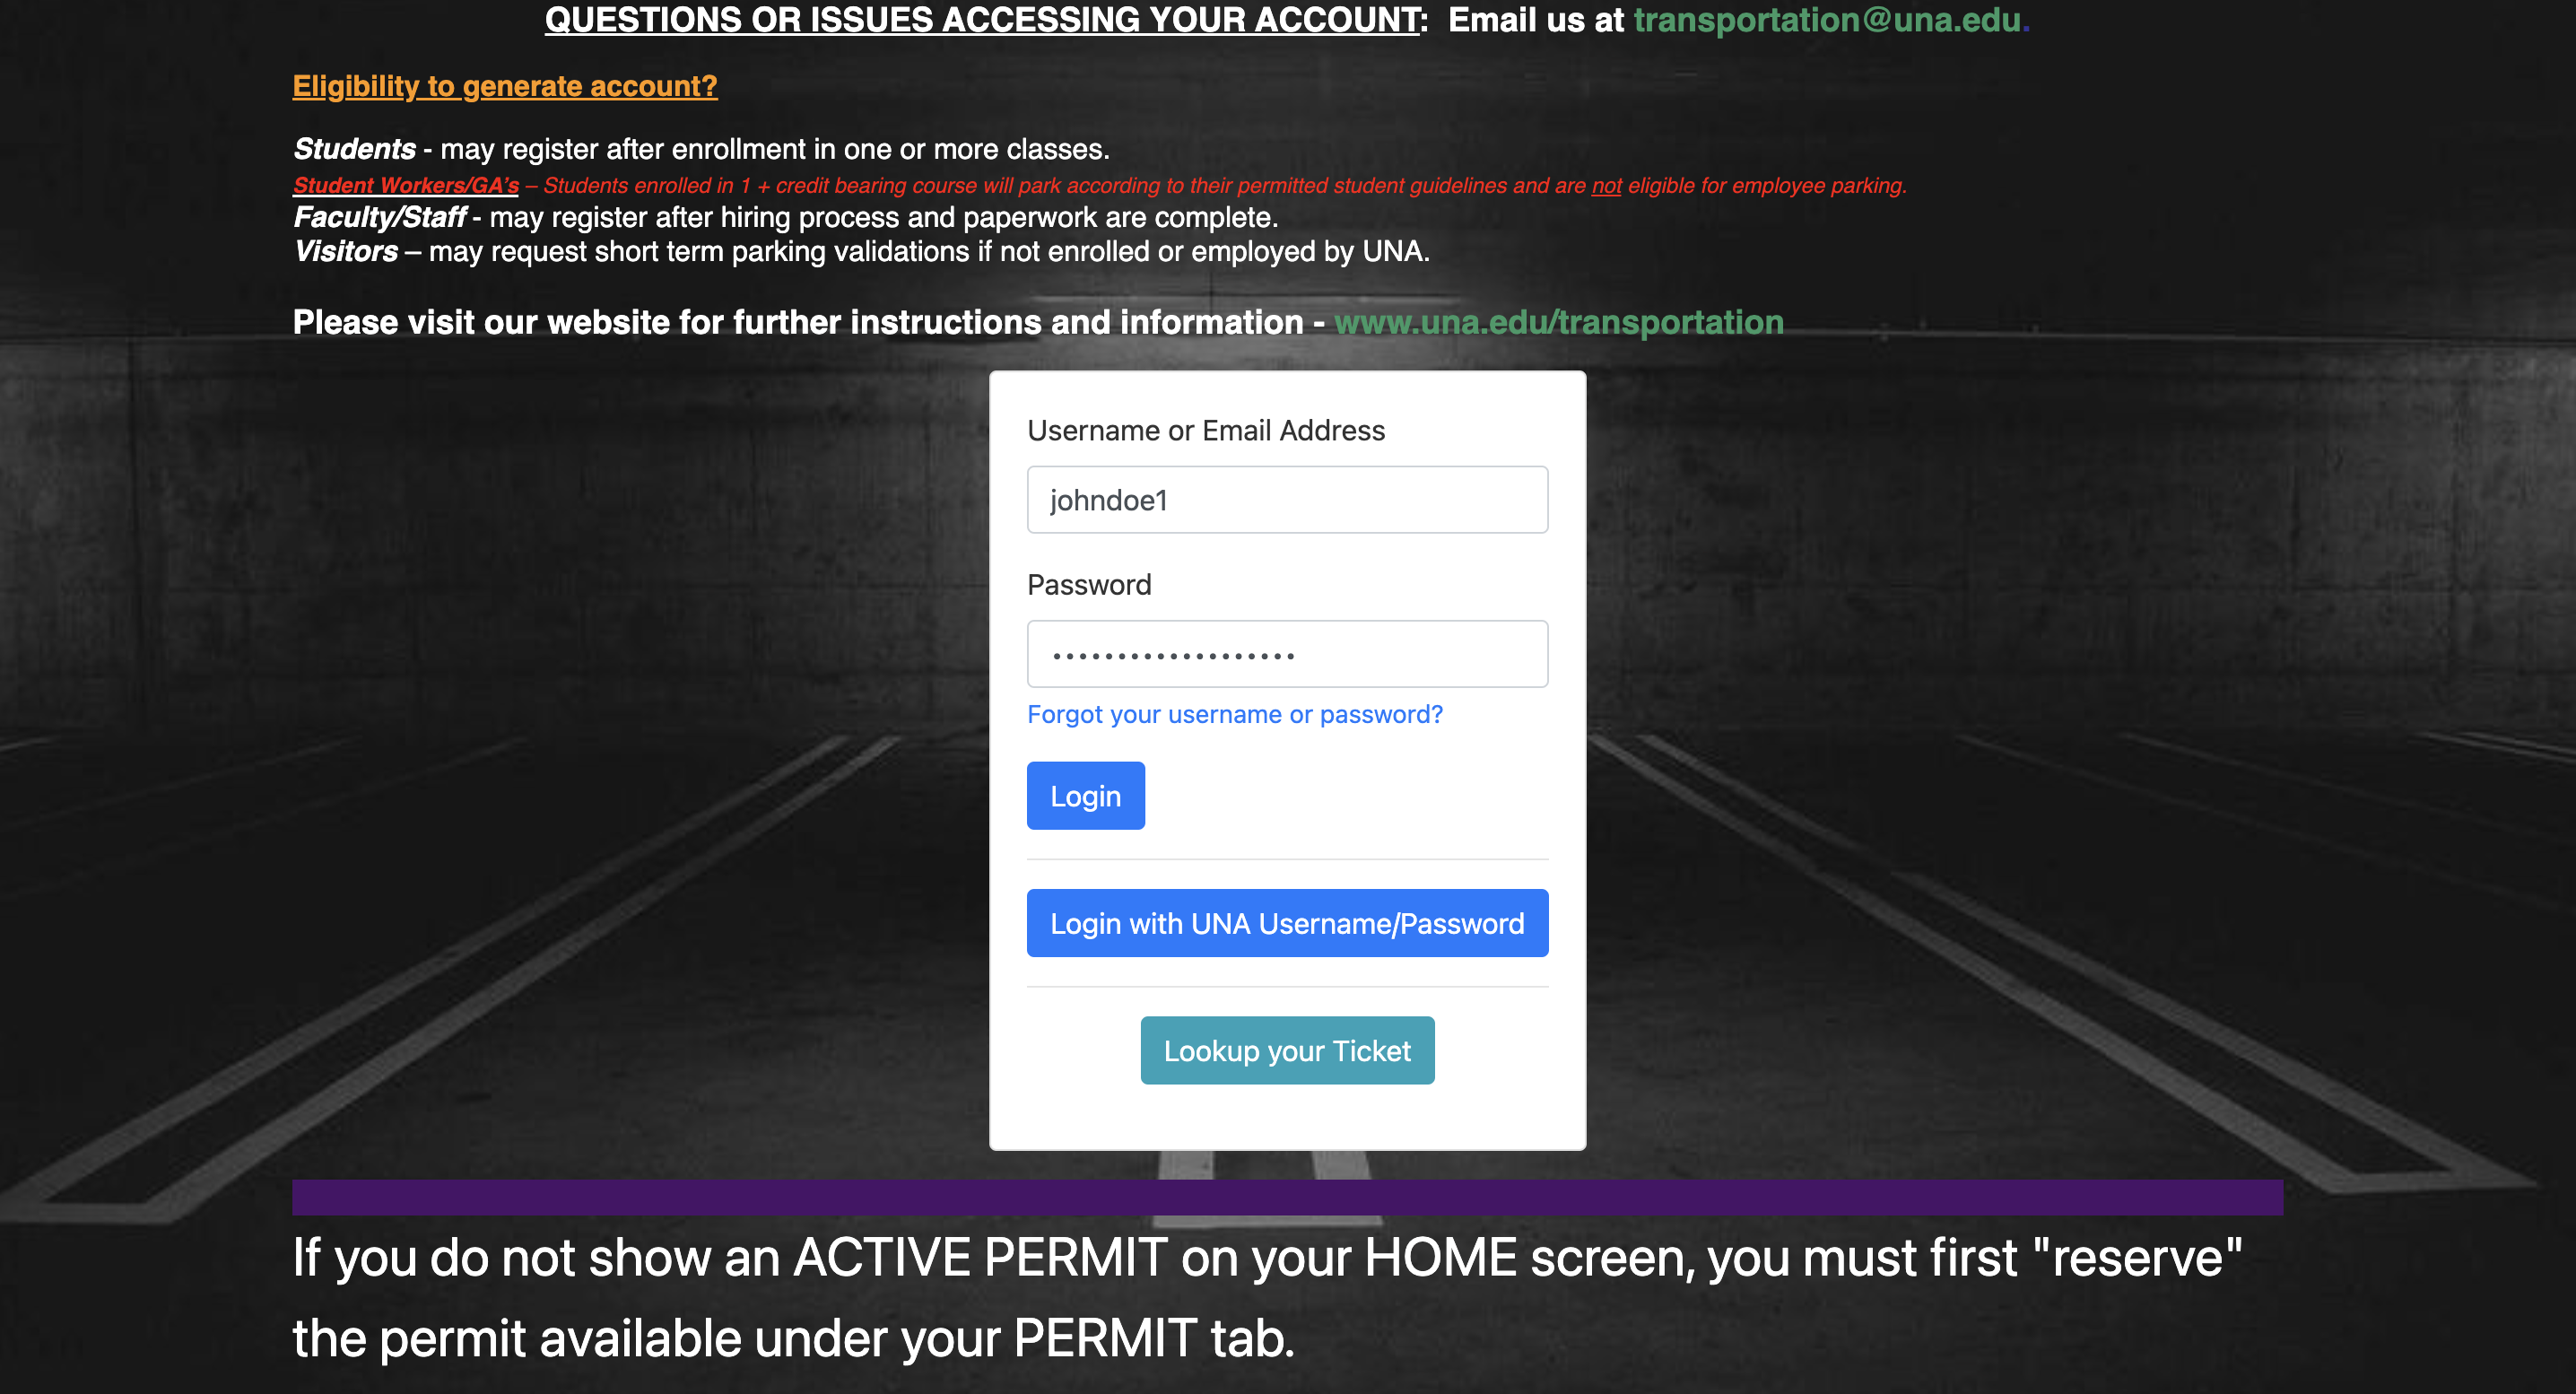 QUESTIONS OR ISSUES ACCESSING YOUR ACCOUNT: Email us at transportation@una.edu.
Eligibility to generate account?
Students - may register after enrollment in one or more classes.
Student Workers/GA's – Students enrolled in 1 + credit bearing course will park according to their permitted student guidelines and are not eligible for employee parking.
Faculty/Staff - may register after hiring process and paperwork are complete.
Visitors – may request short term parking validations if not enrolled or employed by UNA.
Please visit our website for further instructions and information - www.una.edu/transportation
Username or Email Address
johndoe1
Password
•••••••••••••••••••
Forgot your username or password?
Login
Login with UNA Username/Password
Lookup your Ticket
If you do not show an ACTIVE PERMIT on your HOME screen, you must first "reserve"
the permit available under your PERMIT tab.